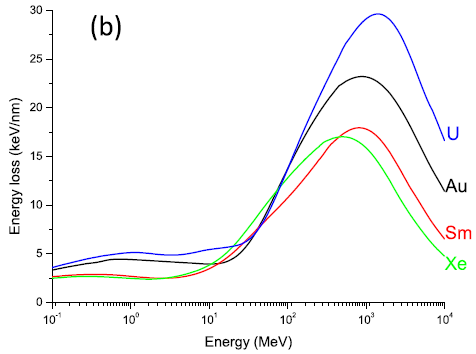 (b)
30
25
20
15
10
5
0
Energy loss (keV/nm)
U
Au
Sm
Xe
10⁻¹ 10⁰ 10¹ 10² 10³ 10⁴
Energy (MeV)